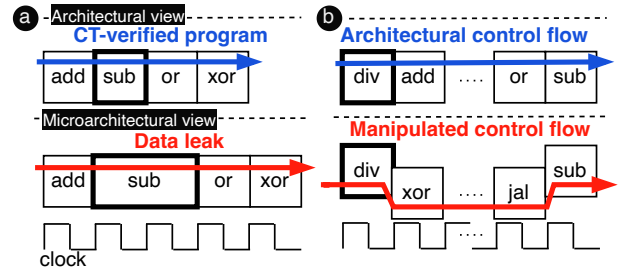 a Architectural view
CT-verified program
add sub or xor
Microarchitectural view
Data leak
add sub or xor
clock
b
Architectural control flow
div add .... or sub
Manipulated control flow
div xor .... jal sub
....